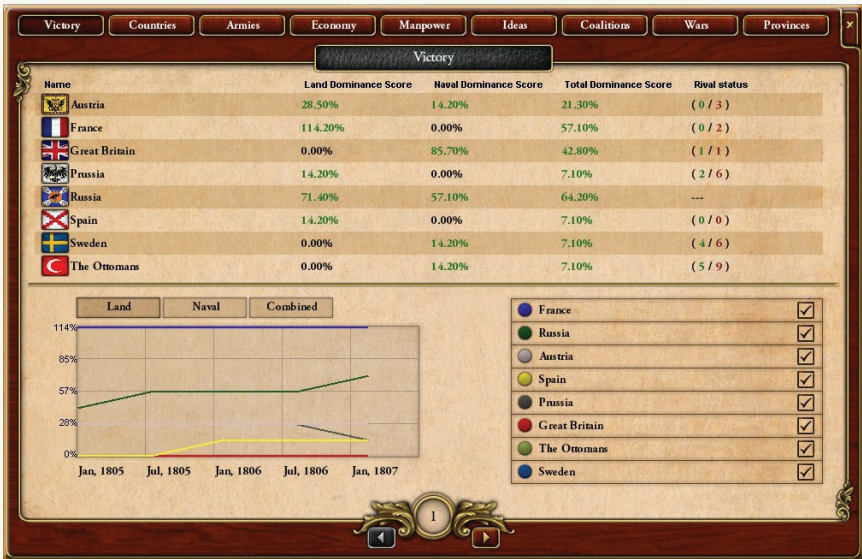 Victory Countries Armies Economy Manpower Ideas Coalitions Wars Provinces x
Victory
Name Land Dominance Score Naval Dominance Score Total Dominance Score Rival status
Austria 28.50% 14.20% 21.30% ( 0 / 3 )
France 114.20% 0.00% 57.10% ( 0 / 2 )
Great Britain 0.00% 85.70% 42.80% ( 1 / 1 )
Prussia 14.20% 0.00% 7.10% ( 2 / 6 )
Russia 71.40% 57.10% 64.20% ---
Spain 14.20% 0.00% 7.10% ( 0 / 0 )
Sweden 0.00% 14.20% 7.10% ( 4 / 6 )
The Ottomans 0.00% 14.20% 7.10% ( 5 / 9 )
Land Naval Combined
114%
85%
57%
28%
0%
Jan, 1805 Jul, 1805 Jan, 1806 Jul, 1806 Jan, 1807
France
Russia
Austria
Spain
Prussia
Great Britain
The Ottomans
Sweden
1